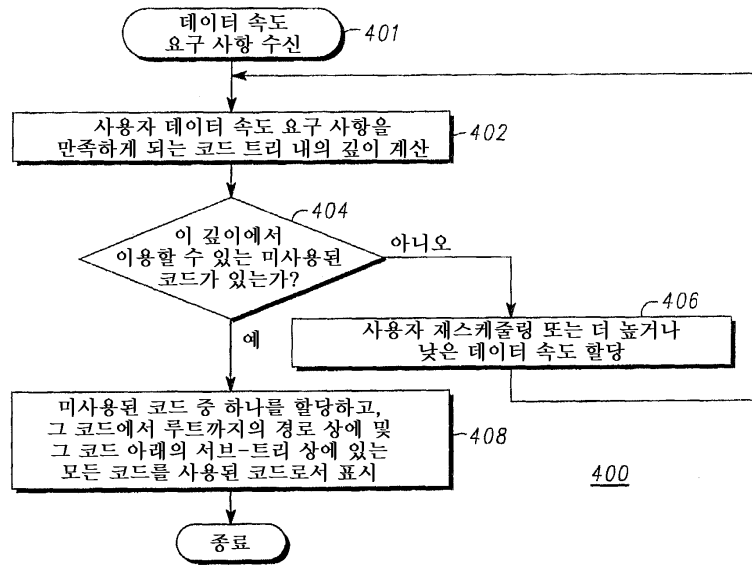 데이터 속도
요구 사항 수신
401
사용자 데이터 속도 요구 사항을
만족하게 되는 코드 트리 내의 깊이 계산
402
404
이 깊이에서
이용할 수 있는 미사용된
코드가 있는가?
아니오
예
406
사용자 재스케줄링 또는 더 높거나
낮은 데이터 속도 할당
미사용된 코드 중 하나를 할당하고,
그 코드에서 루트까지의 경로 상에 및
그 코드 아래의 서브-트리 상에 있는
모든 코드를 사용된 코드로서 표시
408
400
종료